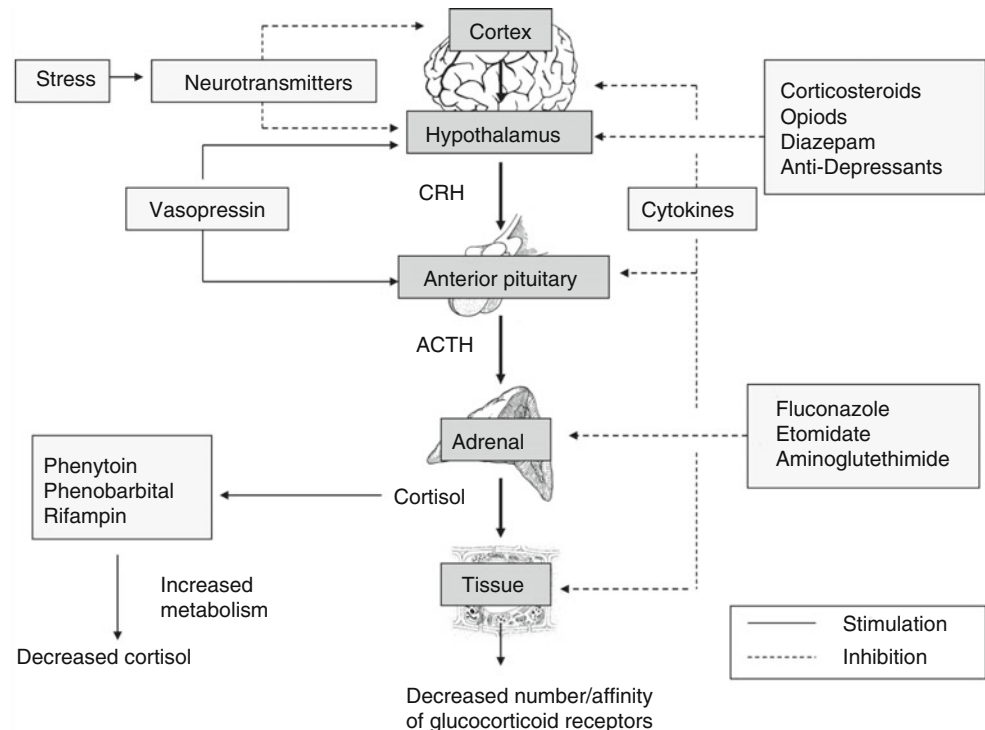 Cortex
Stress
Neurotransmitters
Corticosteroids
Opiods
Diazepam
Anti-Depressants
Hypothalamus
CRH
Vasopressin
Cytokines
Anterior pituitary
ACTH
Fluconazole
Etomidate
Aminoglutethimide
Adrenal
Phenytoin
Phenobarbital
Rifampin
Cortisol
Increased
metabolism
Tissue
Decreased cortisol
Stimulation
Inhibition
Decreased number/affinity
of glucocorticoid receptors